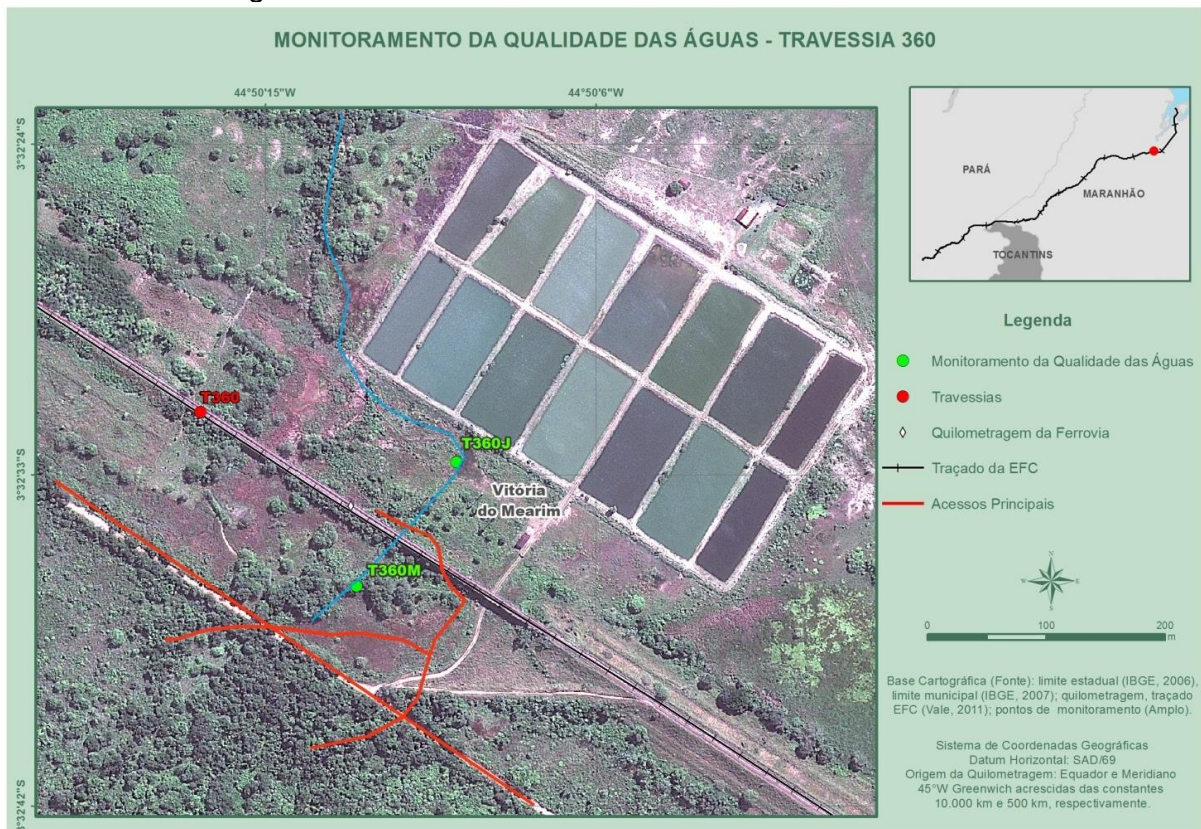 MONITORAMENTO DA QUALIDADE DAS ÁGUAS - TRAVESSIA 360
44°50'15"W
44°50'6"W
3°32'24"S
3°32'33"S
3°32'42"S
T360
T360J
Vitória
do Mearim
T360M
PARÁ
MARANHÃO
TOCANTINS
Legenda
Monitoramento da Qualidade das Águas
Travessias
Quilometragem da Ferrovia
Traçado da EFC
Acessos Principais
N
W
E
S
0 100 200
m
Base Cartográfica (Fonte): limite estadual (IBGE, 2006),
limite municipal (IBGE, 2007); quilometragem, traçado
EFC (Vale, 2011); pontos de monitoramento (Amplo).
Sistema de Coordenadas Geográficas
Datum Horizontal: SAD/69
Origem da Quilometragem: Equador e Meridiano
45°W Greenwich acrescidas das constantes
10.000 km e 500 km, respectivamente.